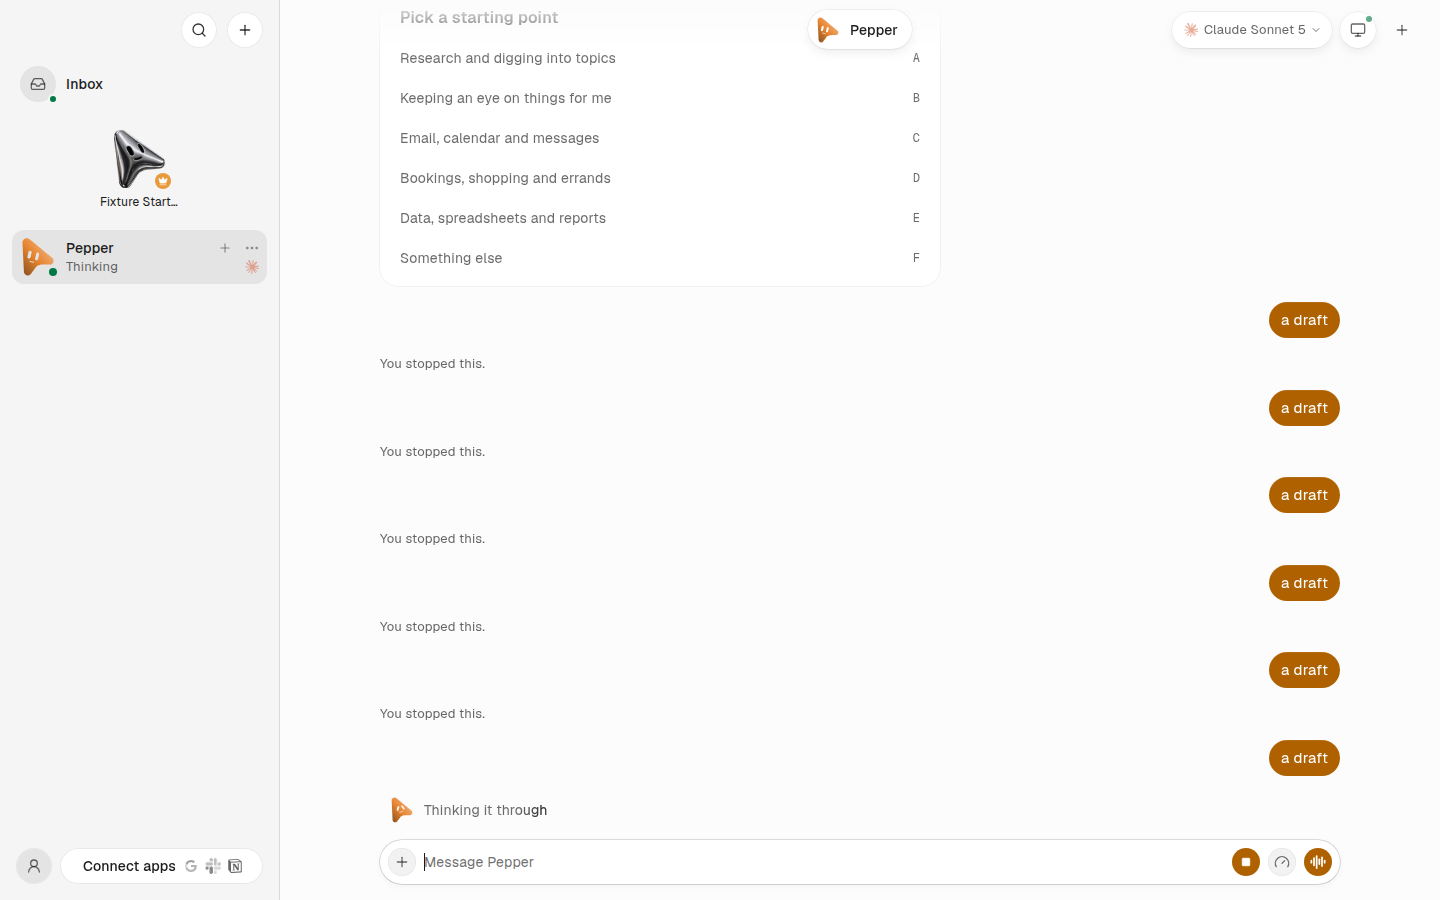 Pick a starting point
Pepper
Claude Sonnet 5
Research and digging into topics A
Inbox
Keeping an eye on things for me B
Email, calendar and messages C
Bookings, shopping and errands D
Fixture Start...
Data, spreadsheets and reports E
Pepper
Thinking
Something else F
a draft
You stopped this.
a draft
You stopped this.
a draft
You stopped this.
a draft
You stopped this.
a draft
You stopped this.
a draft
Thinking it through
Message Pepper
Connect apps